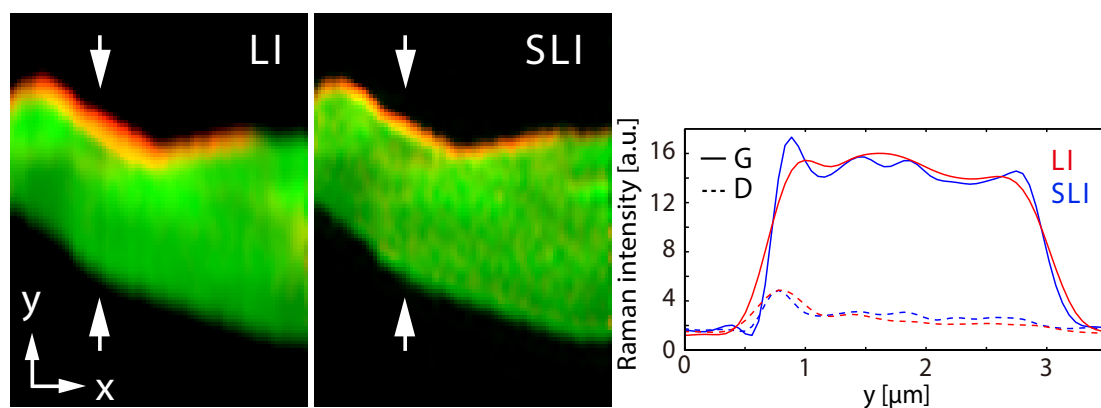 LI
SLI
y
x
Raman intensity [a.u.]
16
12
8
4
0
G
D
LI
SLI
0
1
2
3
y [μm]